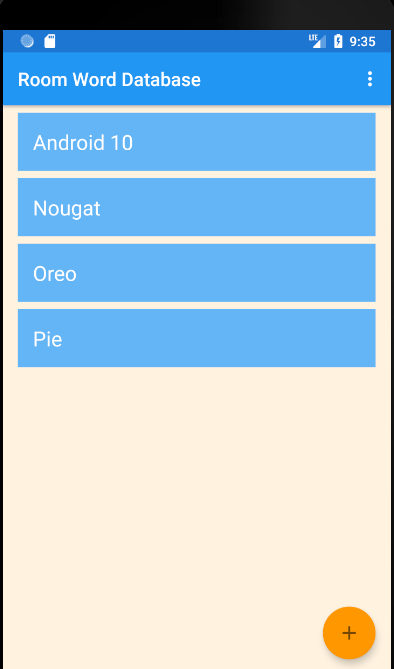 LTE 9:35
Room Word Database
Android 10
Nougat
Oreo
Pie
+